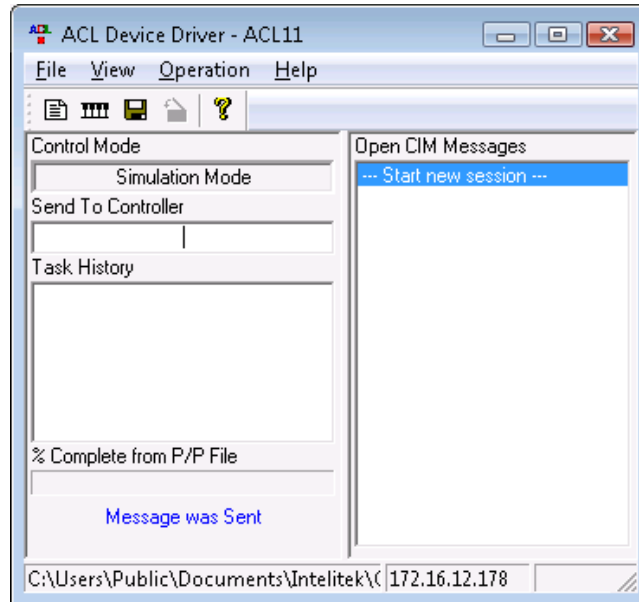 ACL Device Driver - ACL11
File View Operation Help
Control Mode
Simulation Mode
Send To Controller
Task History
% Complete from P/P File
Message was Sent
Open CIM Messages
--- Start new session ---
C:\Users\Public\Documents\Intelitek\( 172.16.12.178